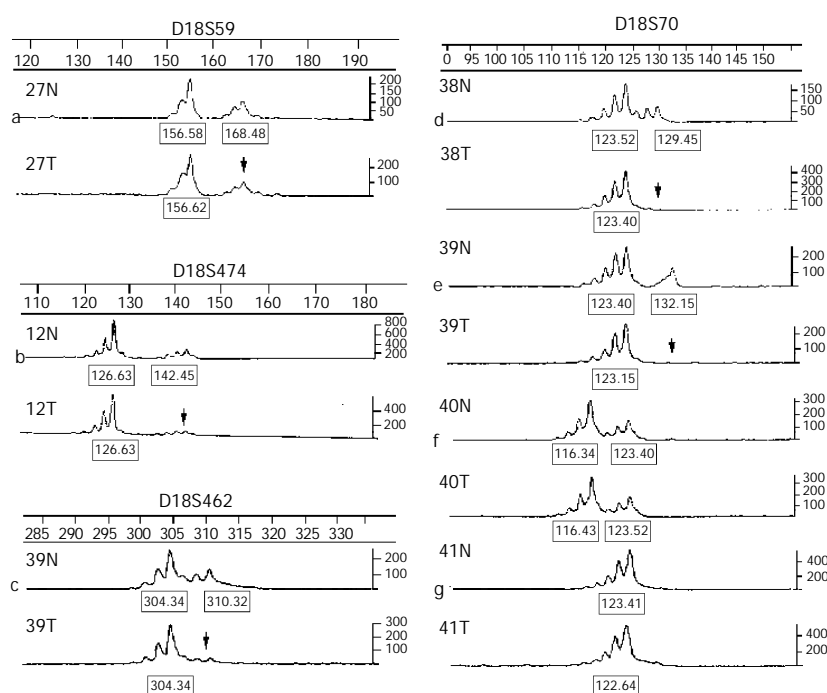 D18S59
120 130 140 150 160 170 180 190
27N
200
150
100
50
a
156.58 168.48
27T
200
100
156.62
D18S474
110 120 130 140 150 160 170 180
12N
800
600
400
200
b
126.63 142.45
12T
400
200
126.63
D18S462
285 290 295 300 305 310 315 320 325 330
39N
200
100
c
304.34 310.32
39T
300
200
100
304.34
D18S70
0 95 100 105 110 115 120 125 130 135 140 145 150
38N
150
100
50
d
123.52 129.45
38T
400
300
200
100
123.40
39N
200
100
e
123.40 132.15
39T
200
100
123.15
40N
300
200
100
f
116.34 123.40
40T
300
200
100
116.43 123.52
41N
400
200
g
123.41
41T
400
200
122.64